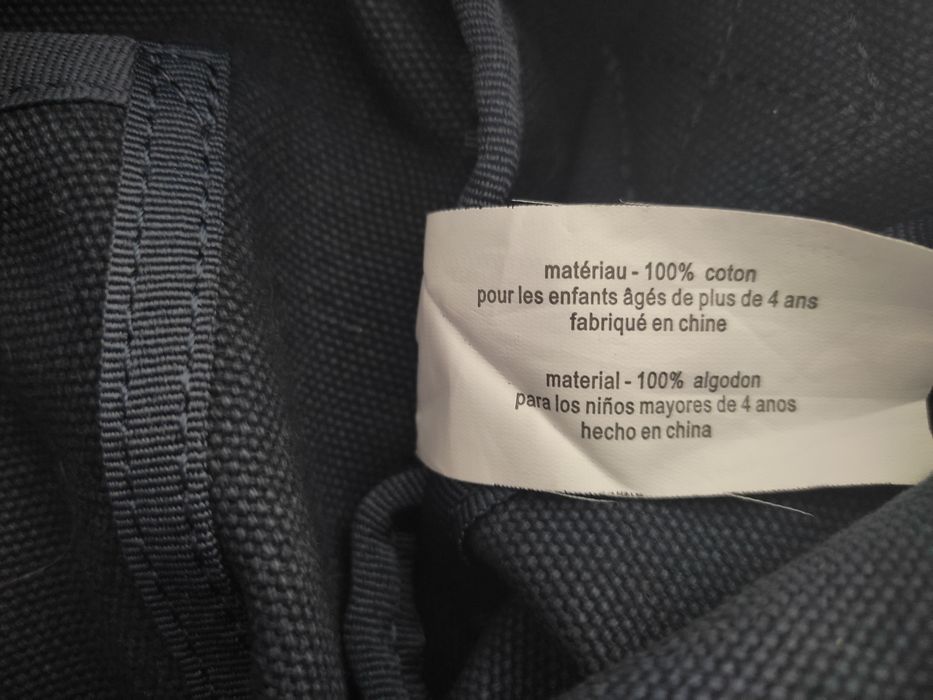 matériau - 100% coton
pour les enfants âgés de plus de 4 ans
fabriqué en chine
material - 100% algodon
para los niños mayores de 4 anos
hecho en china